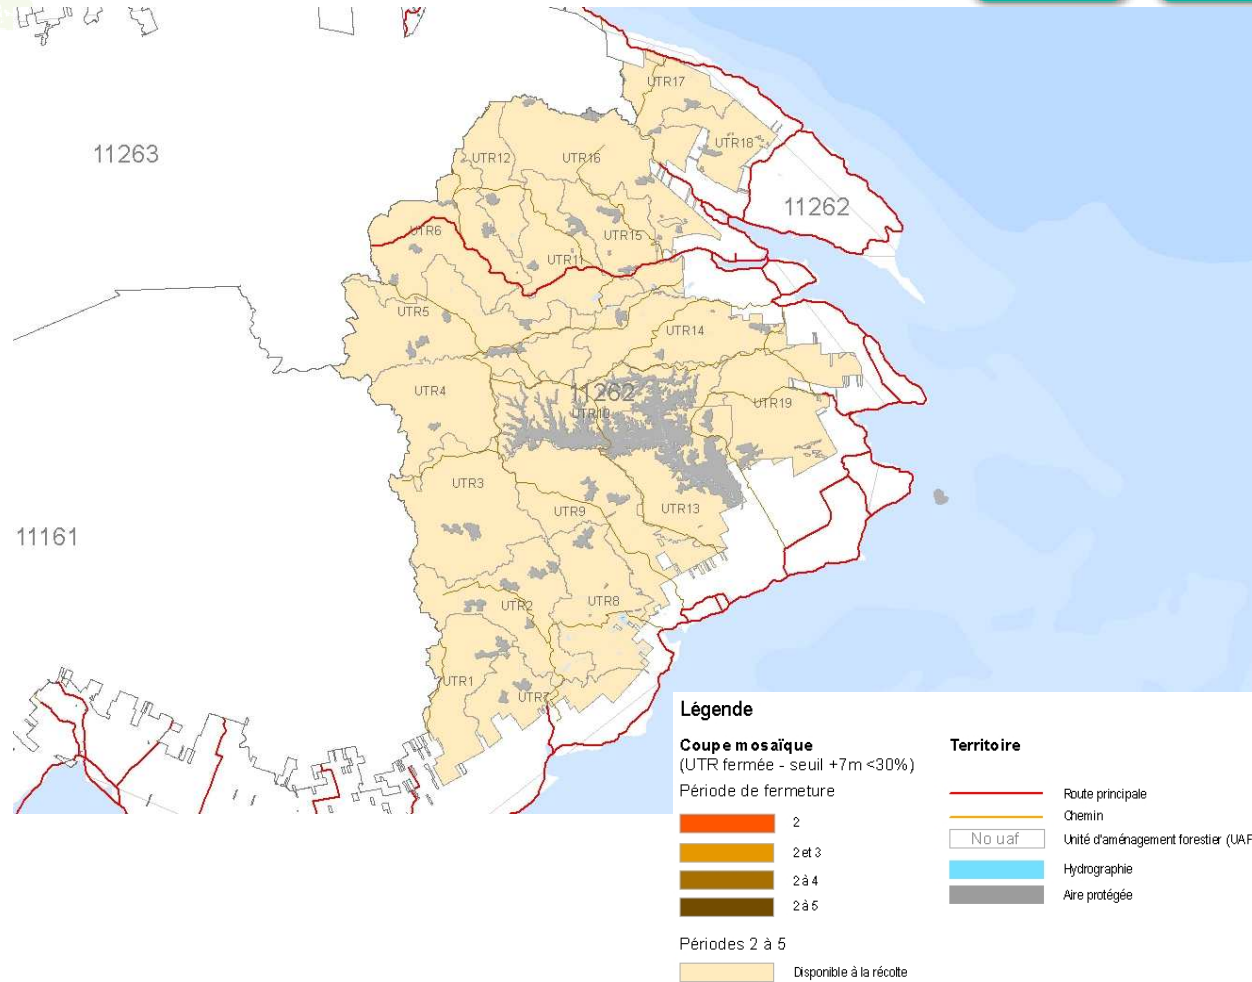 UTR17
11263
UTR18
UTR12
UTR16
11262
UTR6
UTR15
UTR11
UTR5
UTR14
UTR4
11262
UTR10
UTR19
UTR3
UTR9
UTR13
11161
UTR2
UTR8
UTR1
UTR7
Légende
Coupe mosaïque
(UTR fermée - seuil +7m <30%)
Période de fermeture
2
2 et 3
2 à 4
2 à 5
Périodes 2 à 5
Disponible à la récolte
Territoire
Route principale
Chemin
No uaf
Unité d'aménagement forestier (UAF
Hydrographie
Aire protégée